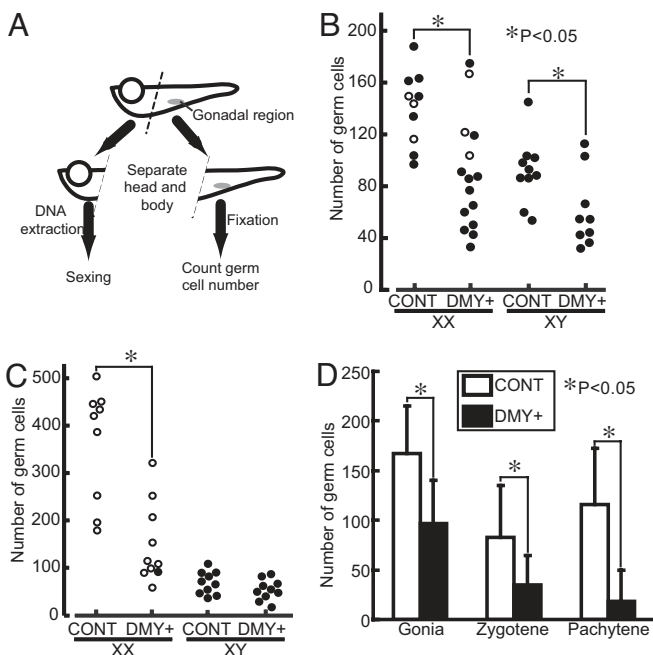 A
Gonadal region
Separate
head and
body
DNA
extraction
Fixation
Sexing
Count germ
cell number
B
Number of germ cells
200
160
120
80
40
0
*
*P<0.05
*
CONT DMY+ CONT DMY+
XX XY
C
Number of germ cells
500
400
300
200
100
0
*
CONT DMY+ CONT DMY+
XX XY
D
Number of germ cells
250
200
150
100
50
0
CONT
DMY+
*P<0.05
*
*
*
Gonia Zygotene Pachytene